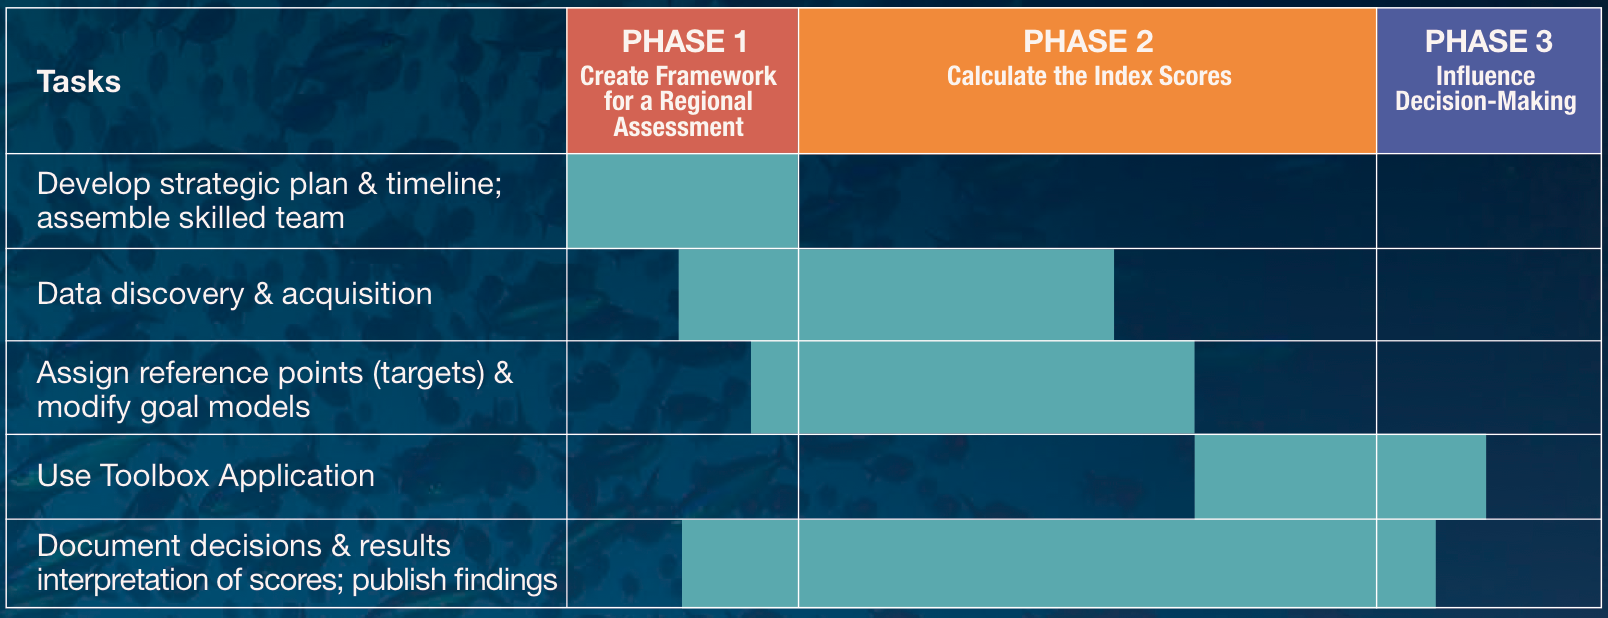 Tasks
PHASE 1
Create Framework
for a Regional
Assessment
PHASE 2
Calculate the Index Scores
PHASE 3
Influence
Decision-Making
Develop strategic plan & timeline;
assemble skilled team
Data discovery & acquisition
Assign reference points (targets) &
modify goal models
Use Toolbox Application
Document decisions & results
interpretation of scores; publish findings